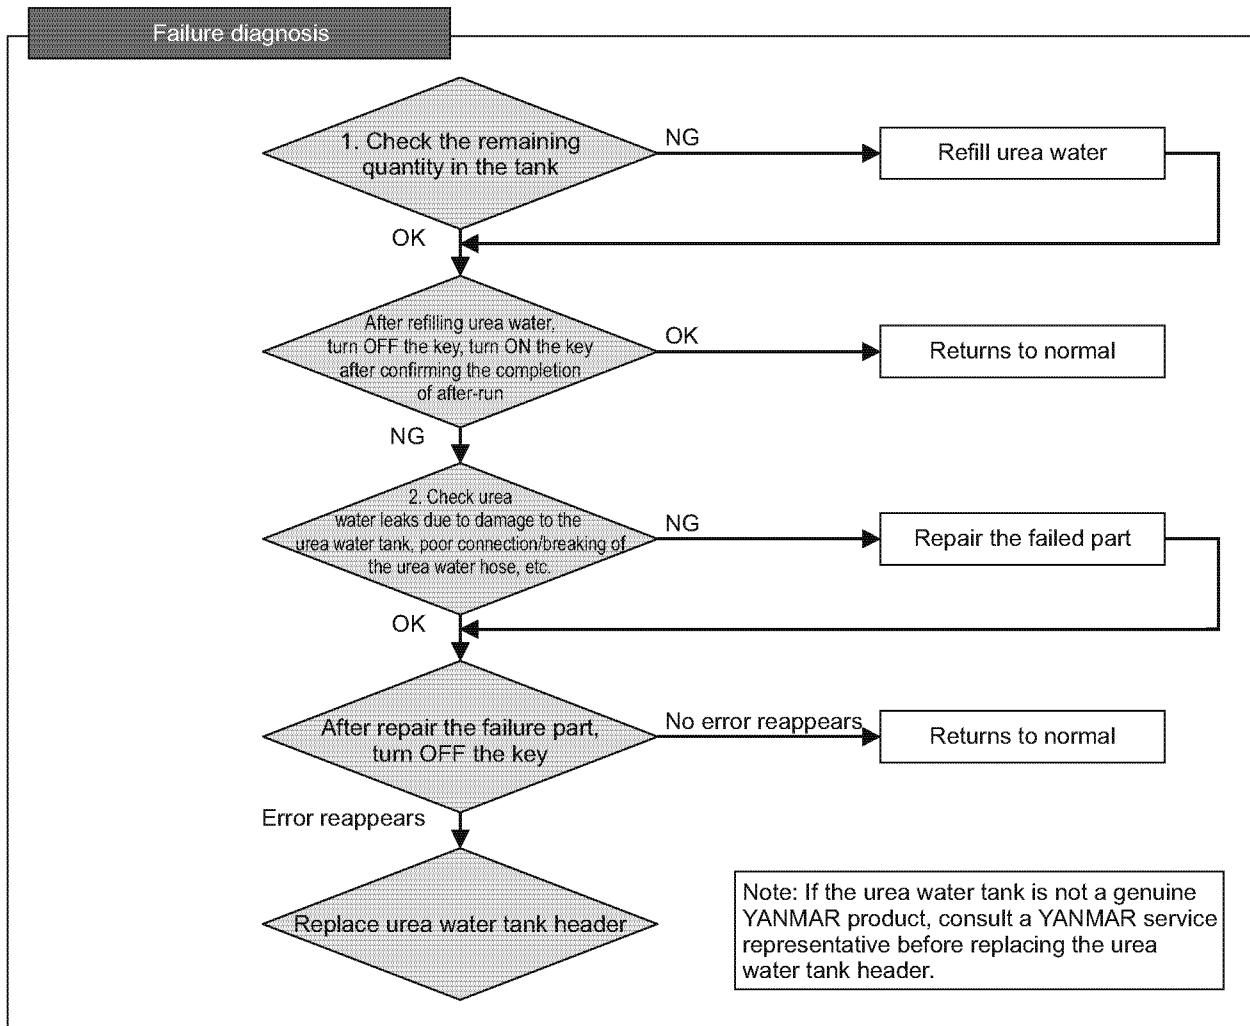 Failure diagnosis
1. Check the remaining
quantity in the tank
NG
Refill urea water
OK
After refilling urea water,
turn OFF the key, turn ON the key
after confirming the completion
of after-run
OK
Returns to normal
NG
2. Check urea
water leaks due to damage to the
urea water tank, poor connection/breaking of
the urea water hose, etc.
NG
Repair the failed part
OK
After repair the failure part,
turn OFF the key
No error reappears
Returns to normal
Error reappears
Replace urea water tank header
Note: If the urea water tank is not a genuine
YANMAR product, consult a YANMAR service
representative before replacing the urea
water tank header.